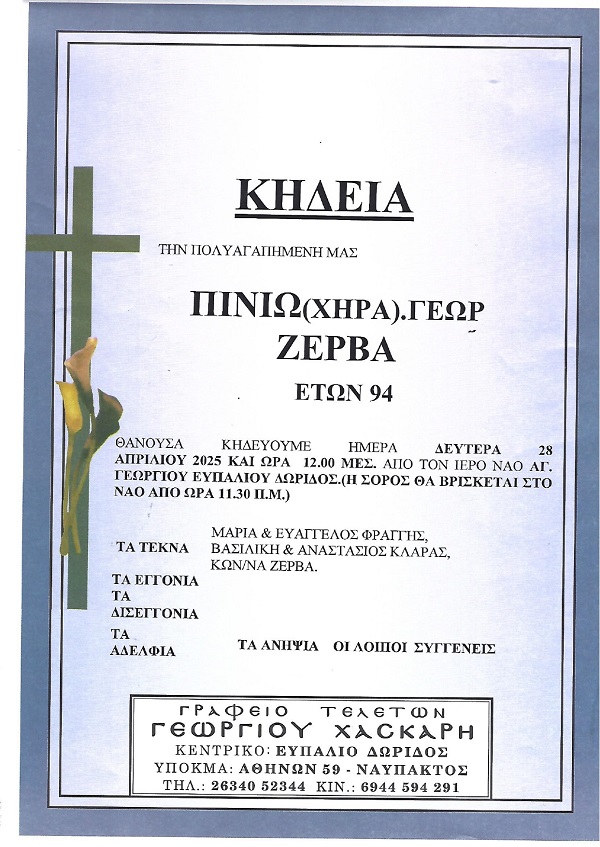 ΚΗΔΕΙΑ
ΤΗΝ ΠΟΛΥΑΓΑΠΗΜΕΝΗ ΜΑΣ
ΠΙΝΙΩ(ΧΗΡΑ).ΓΕΩΡ
ΖΕΡΒΑ
ΕΤΩΝ 94
ΘΑΝΟΥΣΑ ΚΗΔΕΥΟΥΜΕ ΗΜΕΡΑ ΔΕΥΤΕΡΑ 28
ΑΠΡΙΛΙΟΥ 2025 ΚΑΙ ΩΡΑ 12.00 ΜΕΣ. ΑΠΟ ΤΟΝ ΙΕΡΟ ΝΑΟ ΑΓ.
ΓΕΩΡΓΙΟΥ ΕΥΠΑΛΙΟΥ ΔΩΡΙΔΟΣ.(Η ΣΟΡΟΣ ΘΑ ΒΡΙΣΚΕΤΑΙ ΣΤΟ
ΝΑΟ ΑΠΟ ΩΡΑ 11.30 Π.Μ.)
ΤΑ ΤΕΚΝΑ
ΜΑΡΙΑ & ΕΥΑΓΓΕΛΟΣ ΦΡΑΓΓΗΣ,
ΒΑΣΙΛΙΚΗ & ΑΝΑΣΤΑΣΙΟΣ ΚΛΑΡΑΣ,
ΚΩΝ/ΝΑ ΖΕΡΒΑ.
ΤΑ ΕΓΓΟΝΙΑ
ΤΑ
ΔΙΣΕΓΓΟΝΙΑ
ΤΑ
ΑΔΕΛΦΙΑ
ΤΑ ΑΝΗΨΙΑ ΟΙ ΛΟΙΠΟΙ ΣΥΓΓΕΝΕΙΣ
ΓΡΑΦΕΙΟ ΤΕΛΕΤΩΝ
ΓΕΩΡΓΙΟΥ ΧΑΣΚΑΡΗ
ΚΕΝΤΡΙΚΟ: ΕΥΠΑΛΙΟ ΔΩΡΙΔΟΣ
ΥΠΟΚΜΑ: ΑΘΗΝΩΝ 59 - ΝΑΥΠΑΚΤΟΣ
ΤΗΛ.: 26340 52344 ΚΙΝ.: 6944 594 291